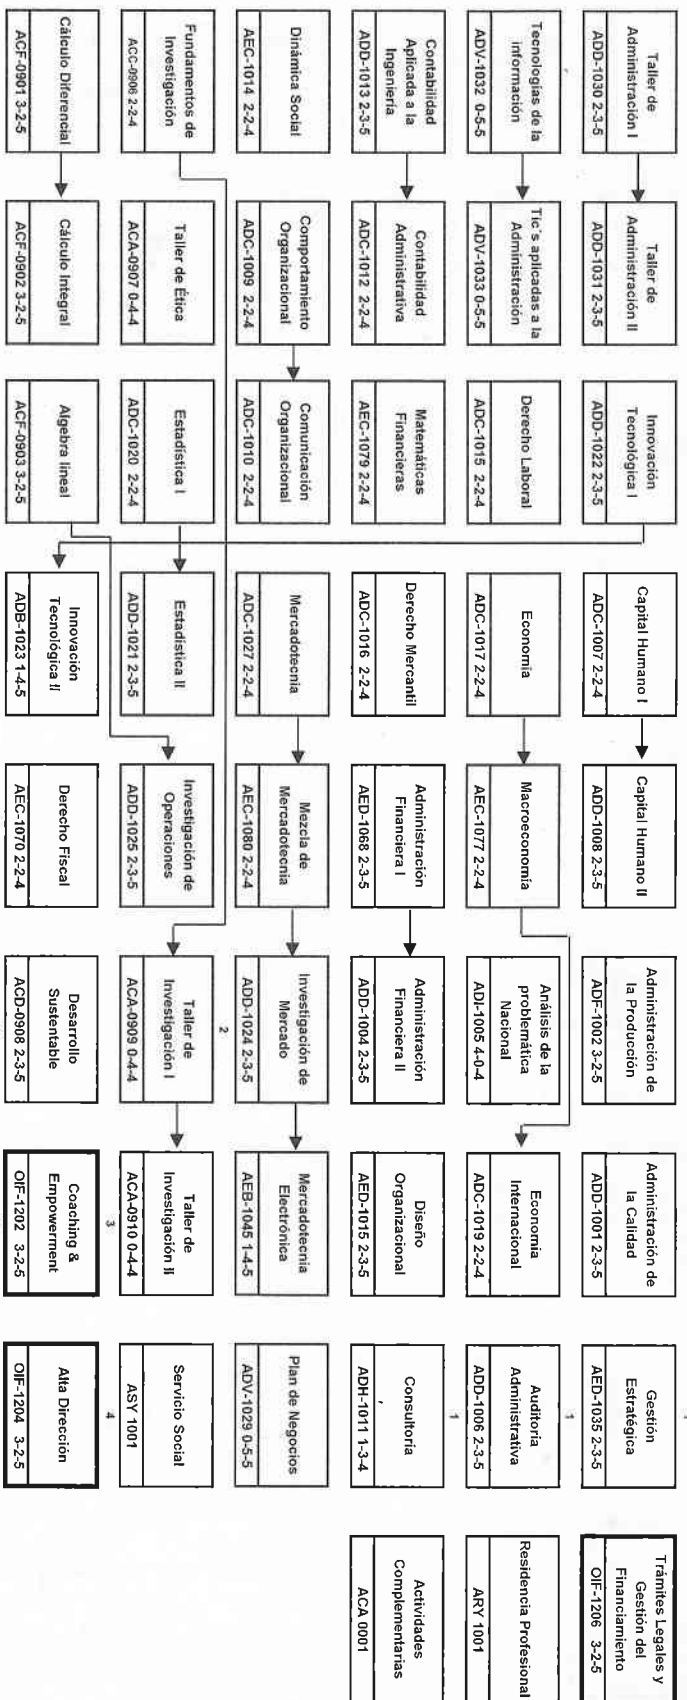 1
Taller de
Administración I
ADD-1030 2-3-5
Taller de
Administración II
ADD-1031 2-3-5
Innovación
Tecnológica I
ADD-1022 2-3-5
Capital Humano I
ADC-1007 2-2-4
Capital Humano II
ADD-1008 2-3-5
Administración de
la Producción
ADF-1002 3-2-5
Administración de
la Calidad
ADD-1001 2-3-5
Gestión
Estratégica
AED-1035 2-3-5
Trámites Legales y
Gestión del
Financiamiento
OIF-1206 3-2-5
1
Tecnologías de la
información
ADV-1032 0-5-5
Tic's aplicadas a la
Administración
ADV-1033 0-5-5
Derecho Laboral
ADC-1015 2-2-4
Economía
ADC-1017 2-2-4
Macroeconomía
AEC-1077 2-2-4
Análisis de la
problemática
Nacional
ADI-1005 4-0-4
Economía
Internacional
ADC-1019 2-2-4
Auditoria
Administrativa
ADD-1006 2-3-5
Residencia Profesional
ARY 1001
1
Contabilidad
Aplicada a la
Ingeniería
ADD-1013 2-3-5
Contabilidad
Administrativa
ADC-1012 2-2-4
Matemáticas
Financieras
AEC-1079 2-2-4
Derecho Mercantil
ADC-1016 2-2-4
Administración
Financiera I
AED-1068 2-3-5
Administración
Financiera II
ADD-1004 2-3-5
Diseño
Organizacional
AED-1015 2-3-5
Consultoría
ADH-1011 1-3-4
Actividades
Complementarias
ACA 0001
Dinámica Social
AEC-1014 2-2-4
Comportamiento
Organizacional
ADC-1009 2-2-4
Comunicación
Organizacional
ADC-1010 2-2-4
Mercadotecnia
ADC-1027 2-2-4
Mezcla de
Mercadotecnia
AEC-1080 2-2-4
Investigación de
Mercado
ADD-1024 2-3-5
Mercadotecnia
Electrónica
AEB-1045 1-4-5
Plan de Negocios
ADV-1029 0-5-5
2
Fundamentos de
Investigación
ACC-0906 2-2-4
Taller de Ética
ACA-0907 0-4-4
Estadística I
ADC-1020 2-2-4
Estadística II
ADD-1021 2-3-5
Investigación de
Operaciones
ADD-1025 2-3-5
Taller de
Investigación I
ACA-0909 0-4-4
Taller de
Investigación II
ACA-0910 0-4-4
Servicio Social
ASY 1001
3
4
Cálculo Diferencial
ACF-0901 3-2-5
Cálculo Integral
ACF-0902 3-2-5
Algebra lineal
ACF-0903 3-2-5
Innovación
Tecnológica II
ADB-1023 1-4-5
Derecho Fiscal
AEC-1070 2-2-4
Desarrollo
Sustentable
ACD-0908 2-3-5
Coaching &
Empowerment
OIF-1202 3-2-5
Alta Dirección
OIF-1204 3-2-5